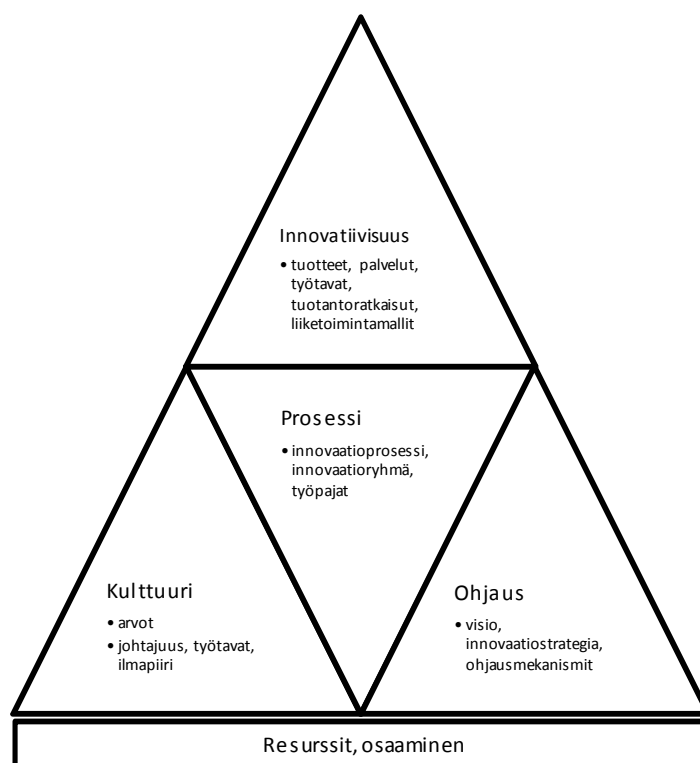 Innovatiivisuus
• tuotteet, palvelut,
työtavat,
tuotantoratkaisut,
liiketoimintamallit
Prosessi
• innovaatioprosessi,
innovaatioryhmä,
työpajat
Kulttuuri
• arvot
• johtajuus, työtavat,
ilmapiiri
Ohjaus
• visio,
innovaatiostrategia,
ohjausmekanismit
Resurssit, osaaminen